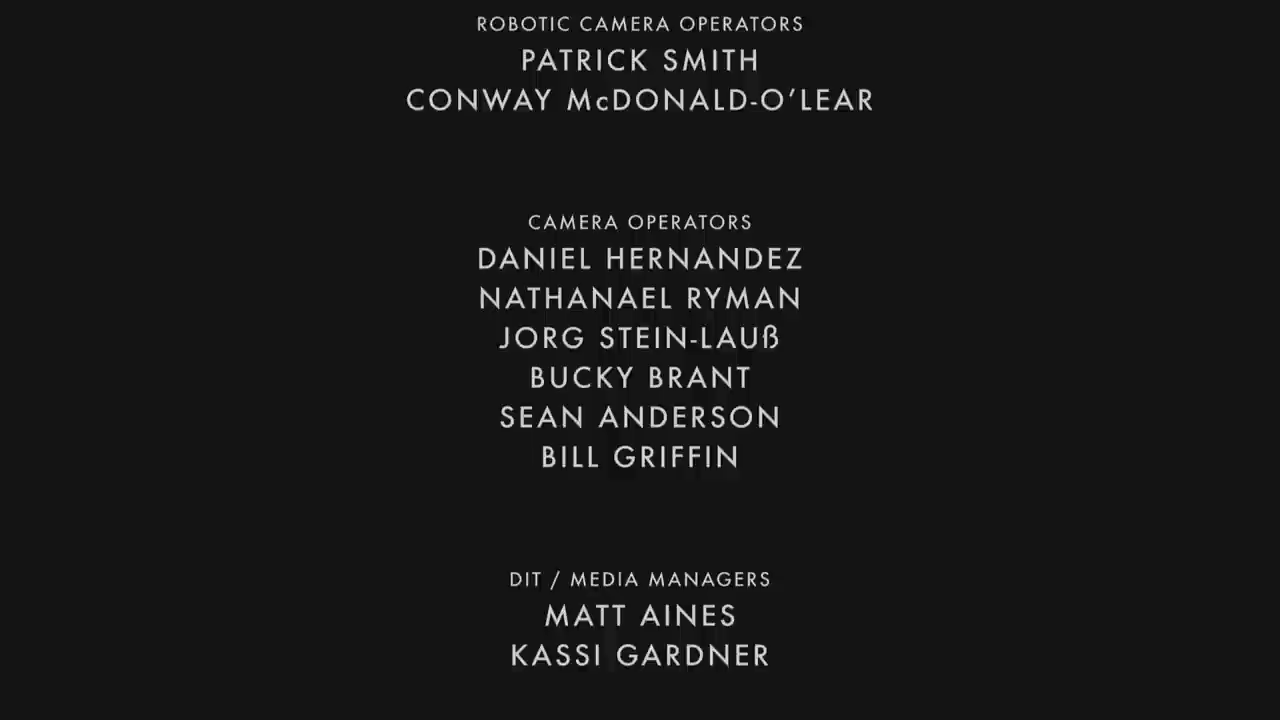 ROBOTIC CAMERA OPERATORS
PATRICK SMITH
CONWAY McDONALD-O’LEAR
CAMERA OPERATORS
DANIEL HERNANDEZ
NATHANAEL RYMAN
JORG STEIN-LAUß
BUCKY BRANT
SEAN ANDERSON
BILL GRIFFIN
DIT / MEDIA MANAGERS
MATT AINES
KASSI GARDNER